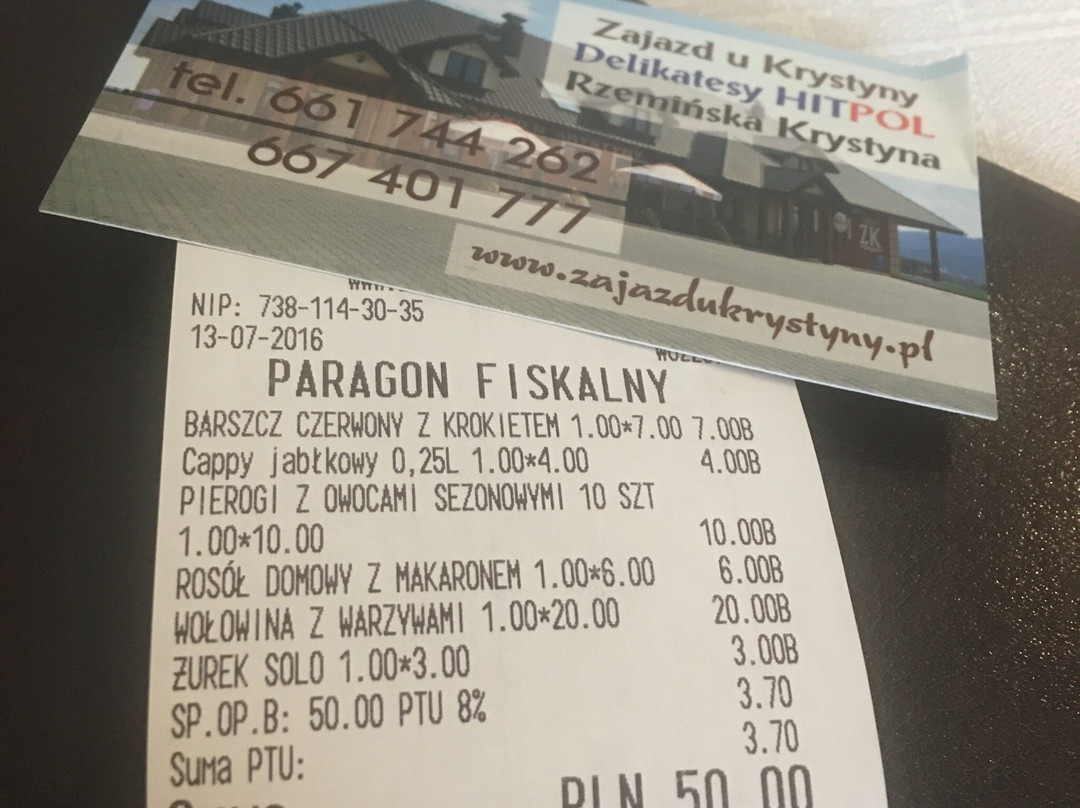 Zajazd u Krystyny
Delikatesy HITPOL
Rzemińska Krystyna
tel. 661 744 262
667 401 777
ZK
www.zajazdukrystyny.pl
NIP: 738-114-30-35
13-07-2016
PARAGON FISKALNY
BARSZCZ CZERWONY Z KROKIETEM 1.00*7.00 7.00B
Cappy jabłkowy 0,25L 1.00*4.00 4.00B
PIEROGI Z OWOCAMI SEZONOWYMI 10 SZT
1.00*10.00 10.00B
ROSÓŁ DOMOWY Z MAKARONEM 1.00*6.00 6.00B
WOŁOWINA Z WARZYWAMI 1.00*20.00 20.00B
ŻUREK SOLO 1.00*3.00 3.00B
SP.OP.B: 50.00 PTU 8% 3.70
Suma PTU: 3.70
PLN 50.00